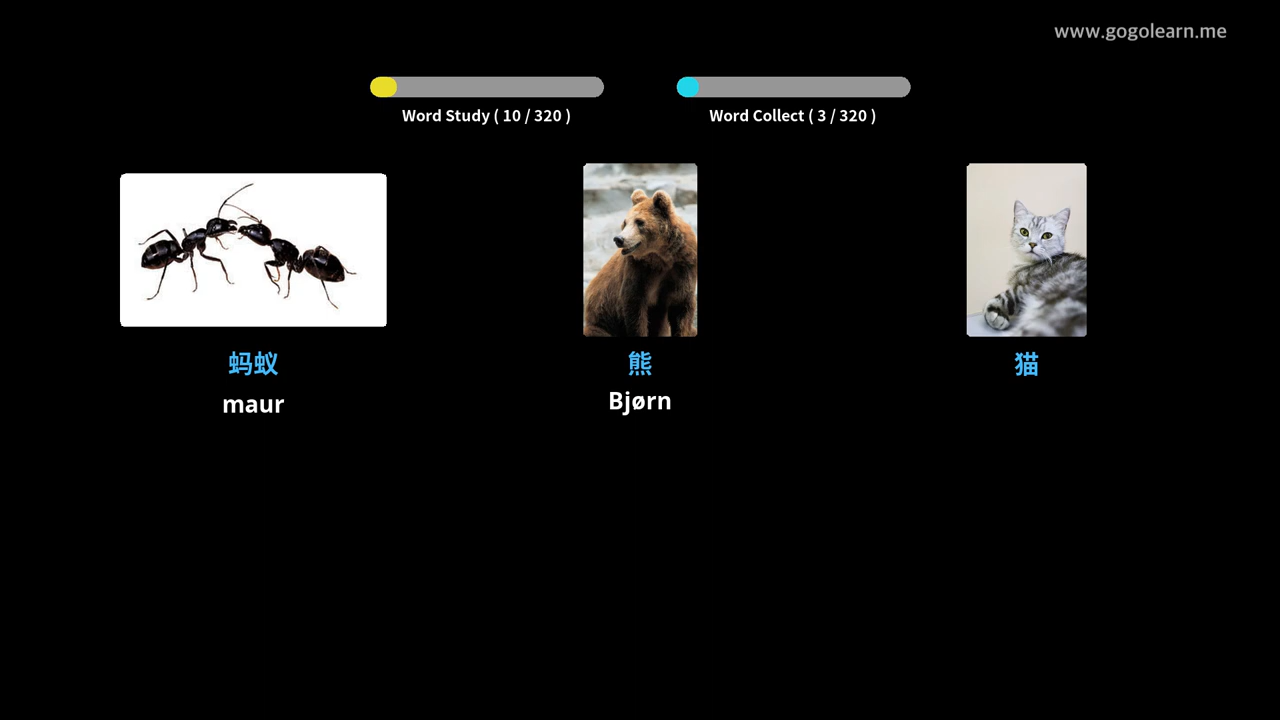 www.gogolearn.me
Word Study ( 10 / 320 )
Word Collect ( 3 / 320 )
蚂蚁
熊
猫
maur
Bjørn